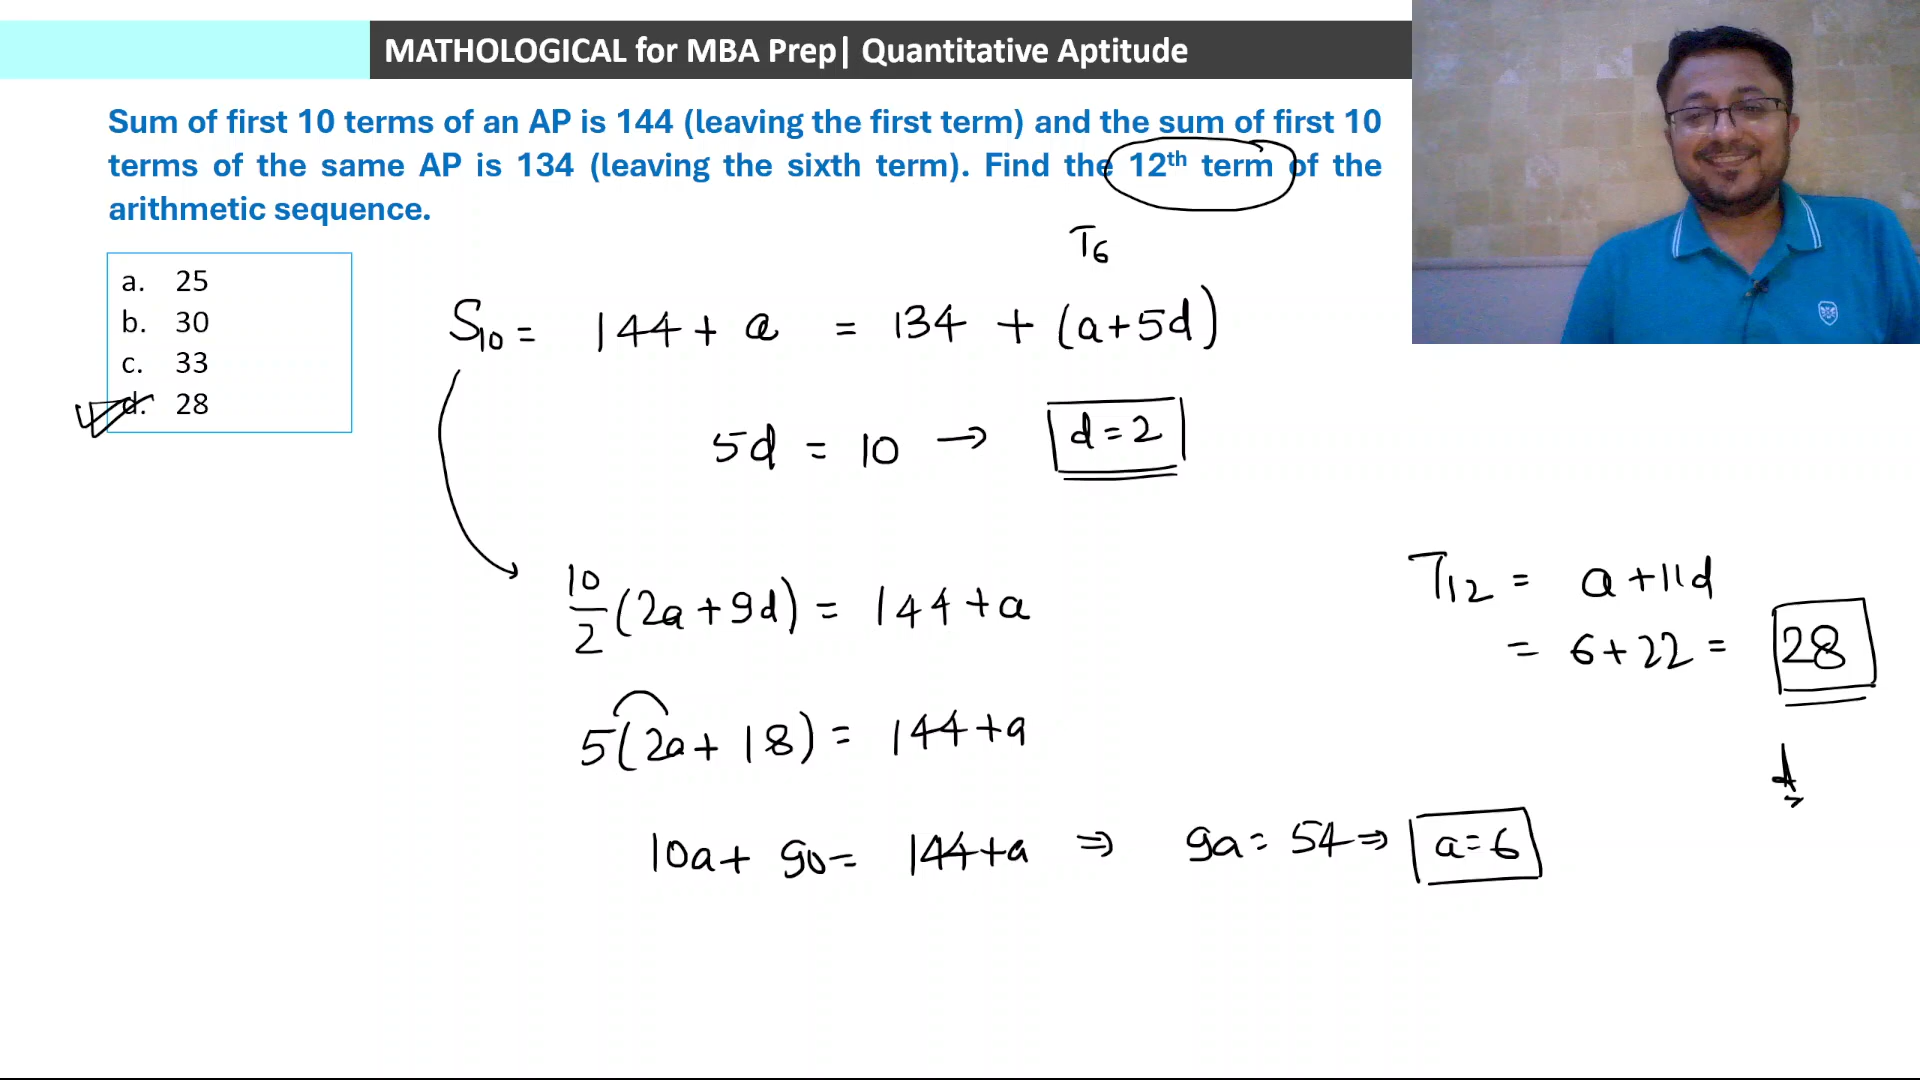 MATHOLOGICAL for MBA Prep| Quantitative Aptitude
Sum of first 10 terms of an AP is 144 (leaving the first term) and the sum of first 10
terms of the same AP is 134 (leaving the sixth term). Find the 12th term of the
arithmetic sequence.
a. 25
b. 30
c. 33
d. 28
T6
S10 = 144 + a = 134 + (a+5d)
5d = 10 → d = 2
10/2 (2a + 9d) = 144 + a
5(2a + 18) = 144 + a
10a + 90 = 144 + a ⇒ 9a = 54 ⇒ a = 6
T12 = a + 11d
= 6 + 22 = 28
d